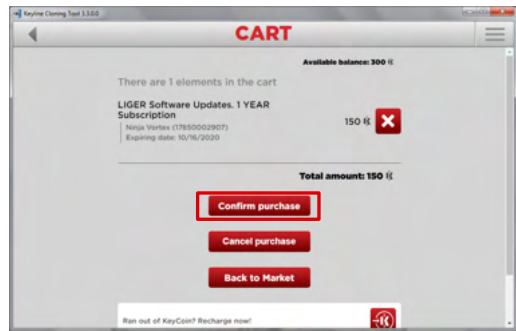 Keyline Cloning Tool 3.3.0.0
CART
Available balance: 300
There are 1 elements in the cart
LIGER Software Updates. 1 YEAR
Subscription
150
Ninja Vortex (17850002907)
Expiring date: 10/16/2020
Total amount: 150
Confirm purchase
Cancel purchase
Back to Market
Ran out of KeyCoin? Recharge now!